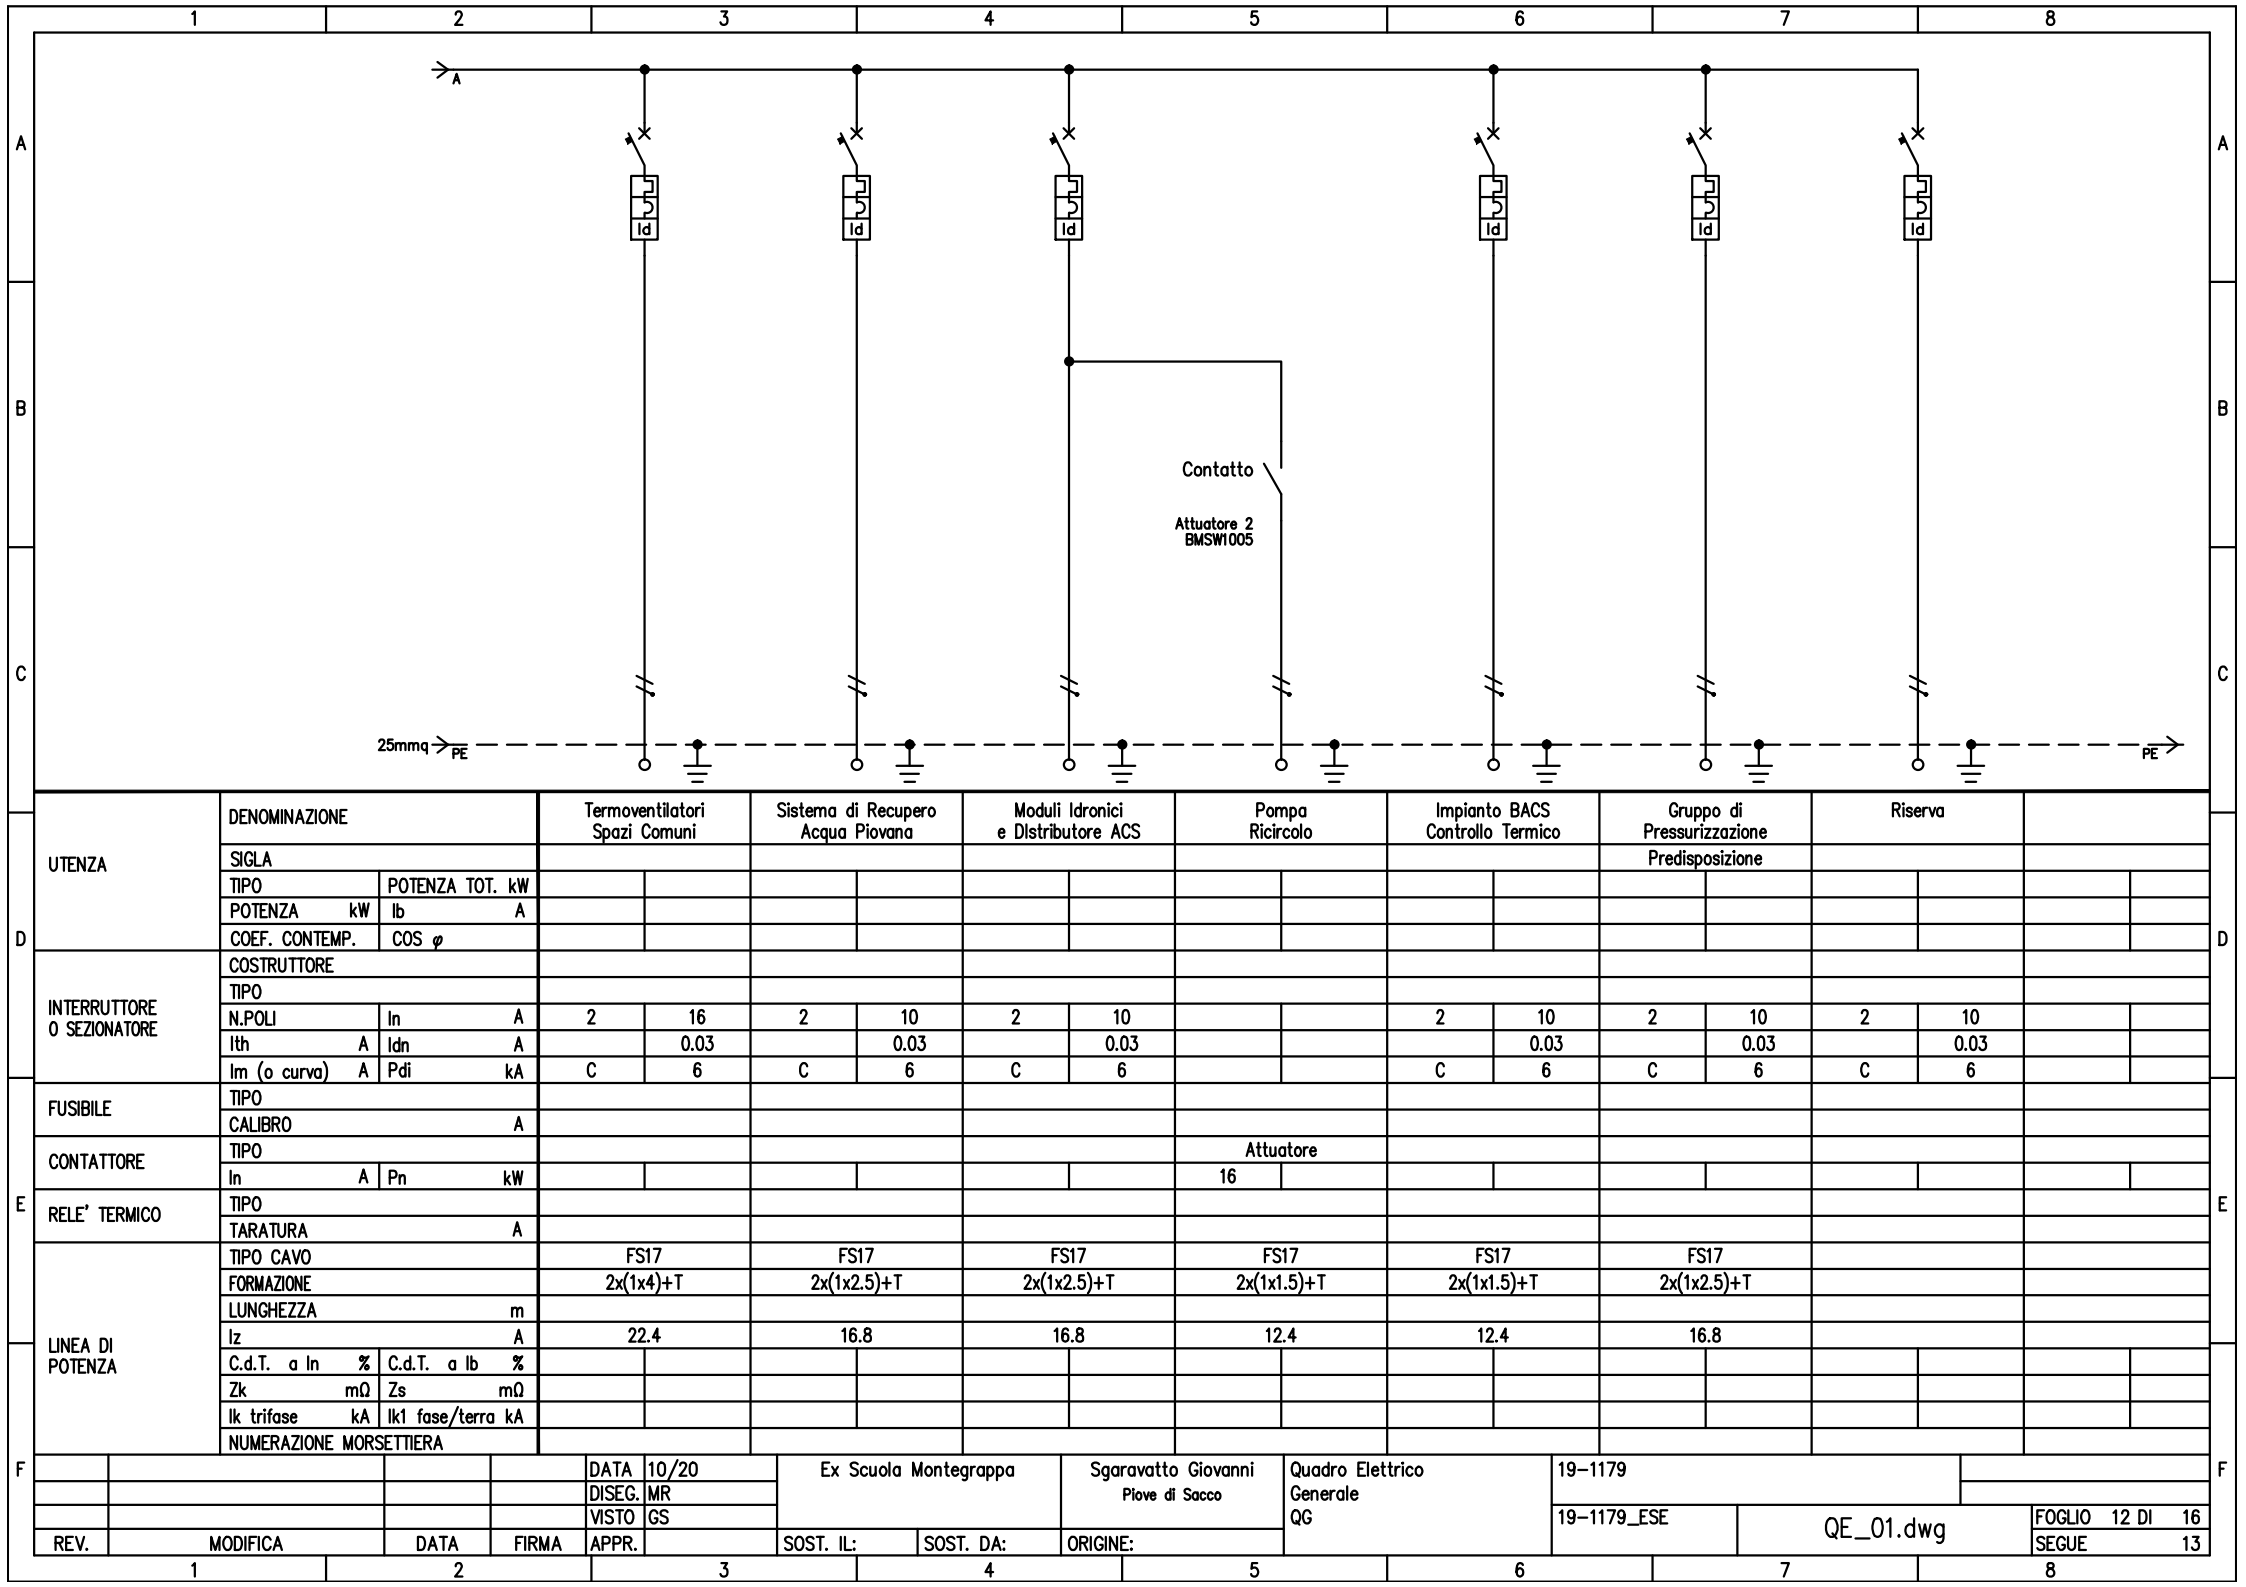 1 2 3 4 5 6 7 8
A
A A
Id Id Id Id Id Id
B B
Contatto
Attuatore 2
BMSW1005
C C
25mmq PE PE
UTENZA
DENOMINAZIONE
Termoventilatori
Spazi Comuni
Sistema di Recupero
Acqua Piovana
Moduli Idronici
e DIstributore ACS
Pompa
Ricircolo
Impianto BACS
Controllo Termico
Gruppo di
Pressurizzazione
Riserva
SIGLA Predisposizione
TIPO POTENZA TOT. kW
POTENZA kW Ib A
COEF. CONTEMP. COS φ
D D
INTERRUTTORE
O SEZIONATORE
COSTRUTTORE
TIPO
N.POLI In A 2 16 2 10 2 10 2 10 2 10 2 10
Ith A Idn A 0.03 0.03 0.03 0.03 0.03 0.03
Im (o curva) A Pdi kA C 6 C 6 C 6 C 6 C 6 C 6
FUSIBILE
TIPO
CALIBRO A
CONTATTORE
TIPO Attuatore
In A Pn kW 16
E E
RELE' TERMICO
TIPO
TARATURA A
LINEA DI
POTENZA
TIPO CAVO FS17 FS17 FS17 FS17 FS17 FS17
FORMAZIONE 2x(1x4)+T 2x(1x2.5)+T 2x(1x2.5)+T 2x(1x1.5)+T 2x(1x1.5)+T 2x(1x2.5)+T
LUNGHEZZA m
Iz A 22.4 16.8 16.8 12.4 12.4 16.8
C.d.T. a In % C.d.T. a Ib %
Zk mΩ Zs mΩ
Ik trifase kA Ik1 fase/terra kA
NUMERAZIONE MORSETTIERA
F F
DATA 10/20
DISEG. MR
VISTO GS
REV. MODIFICA DATA FIRMA APPR.
Ex Scuola Montegrappa
SOST. IL: SOST. DA: ORIGINE:
Sgaravatto Giovanni
Piove di Sacco
Quadro Elettrico
Generale
QG
19-1179
19-1179_ESE
QE_01.dwg
FOGLIO 12 DI 16
SEGUE 13
1 2 3 4 5 6 7 8